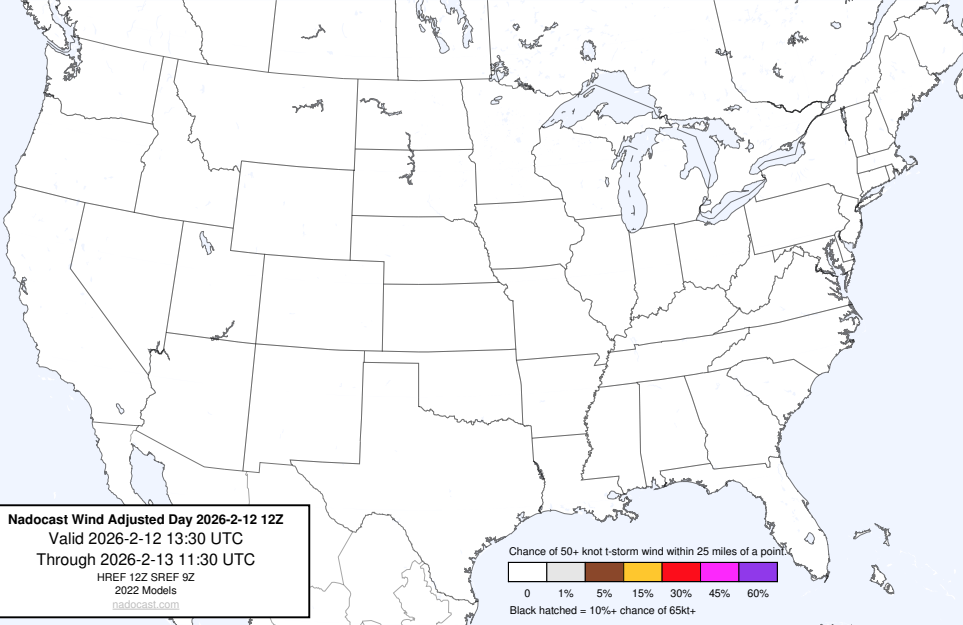 Nadocast Wind Adjusted Day 2026-2-12 12Z
Valid 2026-2-12 13:30 UTC
Through 2026-2-13 11:30 UTC
HREF 12Z SREF 9Z
2022 Models
nadocast.com
Chance of 50+ knot t-storm wind within 25 miles of a point.
0 1% 5% 15% 30% 45% 60%
Black hatched = 10%+ chance of 65kt+